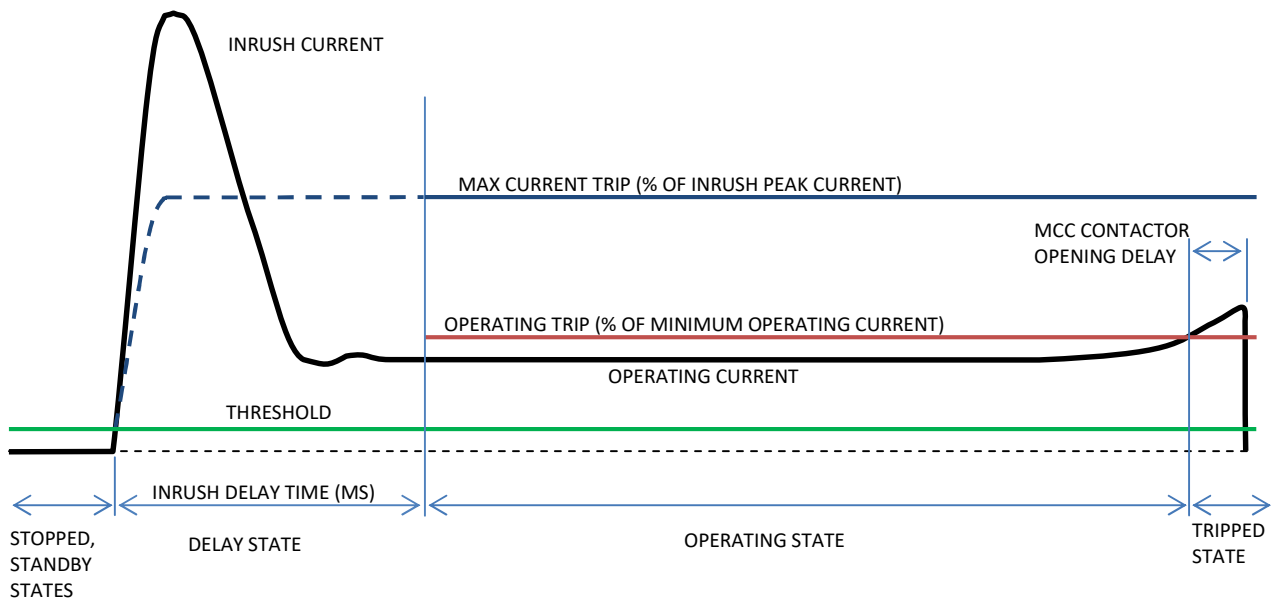 INRUSH CURRENT
MAX CURRENT TRIP (% OF INRUSH PEAK CURRENT)
MCC CONTACTOR
OPENING DELAY
OPERATING TRIP (% OF MINIMUM OPERATING CURRENT)
OPERATING CURRENT
THRESHOLD
INRUSH DELAY TIME (MS)
STOPPED,
STANDBY
STATES
DELAY STATE
OPERATING STATE
TRIPPED
STATE